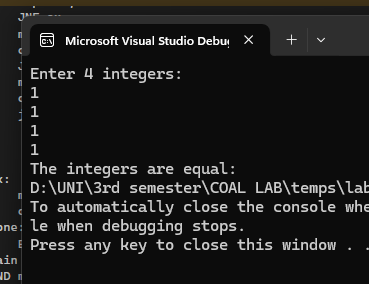 JNE
Microsoft Visual Studio Debu
Enter 4 integers:
1
1
1
1
The integers are equal:
D:\UNI\3rd semester\COAL LAB\temps\lab
To automatically close the console whe
le when debugging stops.
Press any key to close this window . .